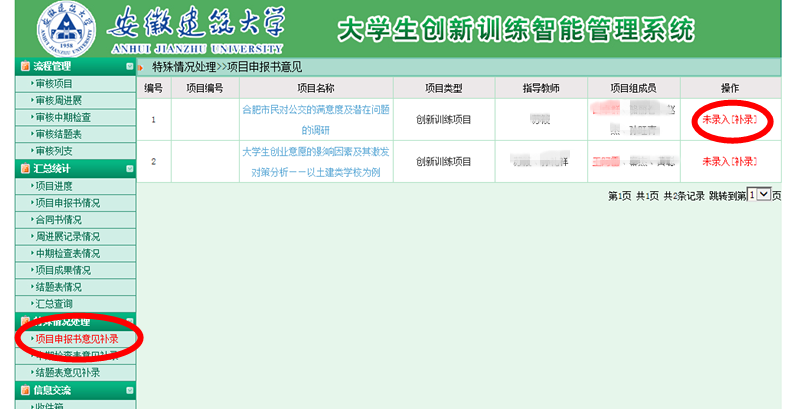 安徽建筑大学
ANHUI JIANZHU UNIVERSITY
1958
大学生创新训练智能管理系统
流程管理
审核项目
审核周进展
审核中期检查
审核结题表
审核列支
汇总统计
项目进度
项目申报书情况
合同书情况
周进展记录情况
中期检查表情况
项目成果情况
结题表情况
汇总查询
特殊情况处理
项目申报书意见补录
中期检查表意见补录
结题表意见补录
信息交流
收件箱
特殊情况处理>>项目申报书意见
编号 项目编号 项目名称 项目类型 指导教师 项目组成员 操作
1 合肥市民对公交的满意度及潜在问题
的调研 创新训练项目 未录入[补录]
2 大学生创业意愿的影响因素及其激发
对策分析——以土建类学校为例 创新训练项目 未录入[补录]
第1页 共1页 共2条记录 跳转到第 1 页